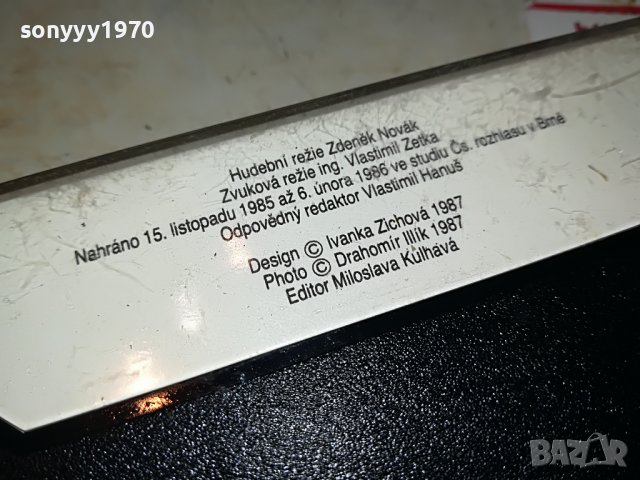 sonyyy1970
Hudební režie Zdeněk Novák
Zvuková režie ing. Vlastimil Zetka
Nahráno 15. listopadu 1985 až 6. února 1986 ve studiu Čs. rozhlasu v Brně
Odpovědný redaktor Vlastimil Hanuš
Design © Ivanka Zichová 1987
Photo © Drahomír Illík 1987
Editor Miloslava Kulhavá
BAZAR